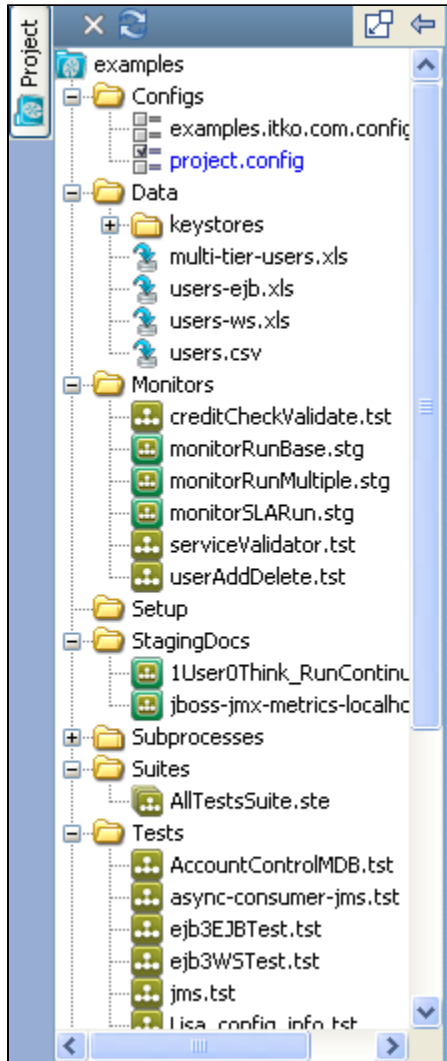 Project
examples
Configs
examples.itko.com.config
project.config
Data
keystores
multi-tier-users.xls
users-ejb.xls
users-ws.xls
users.csv
Monitors
creditCheckValidate.tst
monitorRunBase.stg
monitorRunMultiple.stg
monitorSLARun.stg
serviceValidator.tst
userAddDelete.tst
Setup
StagingDocs
1User0Think_RunContinu
jboss-jmx-metrics-localhc
Subprocesses
Suites
AllTestsSuite.ste
Tests
AccountControlMDB.tst
async-consumer-jms.tst
ejb3EJBTest.tst
ejb3WSTest.tst
jms.tst
Lisa_config_info.tst